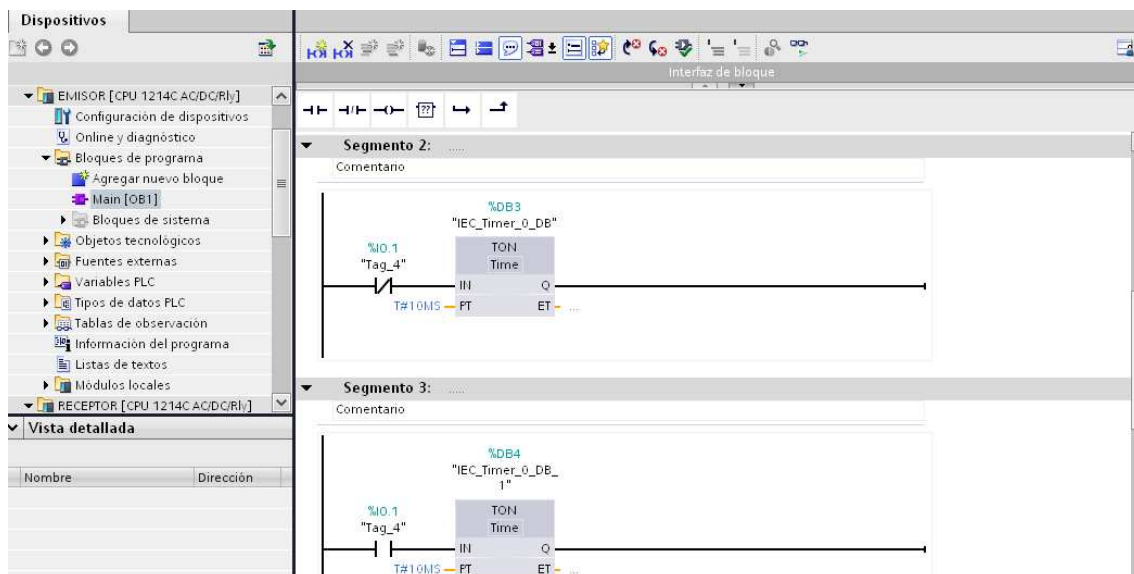 Dispositivos
Interfaz de bloque
EMISOR [CPU 1214C AC/DC/Rly]
Configuración de dispositivos
Online y diagnóstico
Bloques de programa
Agregar nuevo bloque
Main [OB1]
Bloques de sistema
Objetos tecnológicos
Fuentes externas
Variables PLC
Tipos de datos PLC
Tablas de observación
Información del programa
Listas de textos
Módulos locales
RECEPTOR [CPU 1214C AC/DC/Rly]
Vista detallada
Nombre Dirección
??
Segmento 2: .....
Comentario
%DB3
"IEC_Timer_0_DB"
%I0.1
"Tag_4"
TON
Time
IN Q
T#10MS PT ET ...
Segmento 3: .....
Comentario
%DB4
"IEC_Timer_0_DB_
1"
%I0.1
"Tag_4"
TON
Time
IN Q
T#10MS PT ET ...